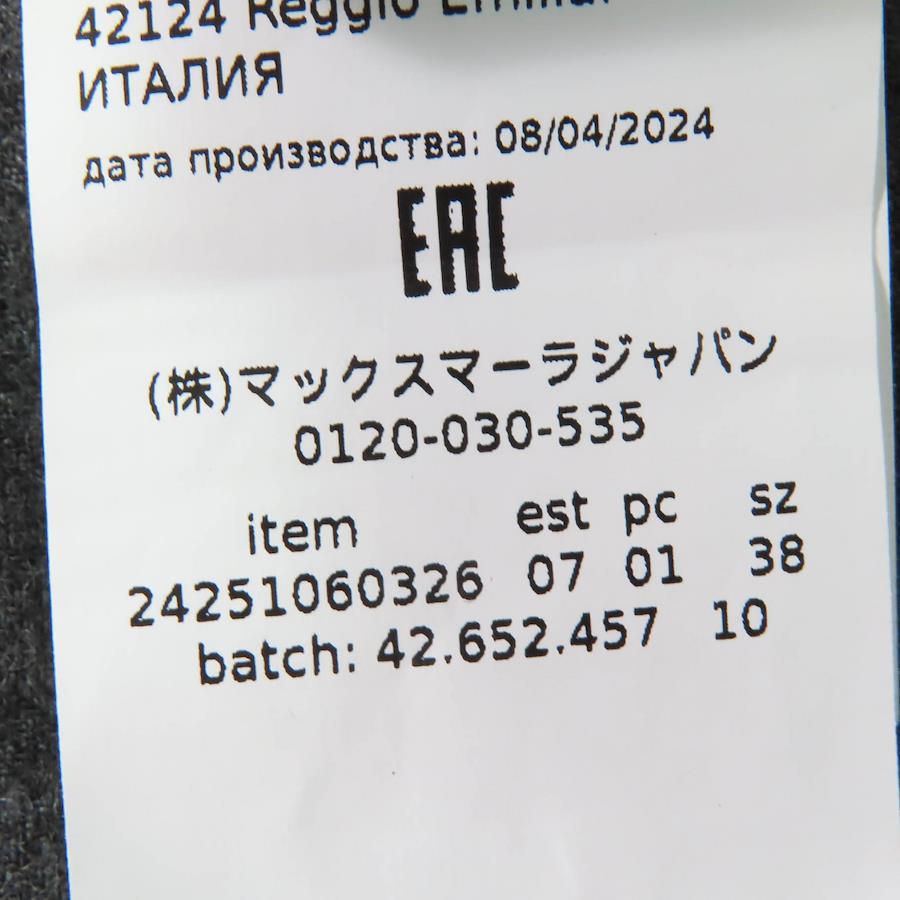 42124 Reggio Emilia.
ИТАЛИЯ
дата производства: 08/04/2024
EAC
(株)マックスマーラジャパン
0120-030-535
item est pc sz
24251060326 07 01 38
batch: 42.652.457 10